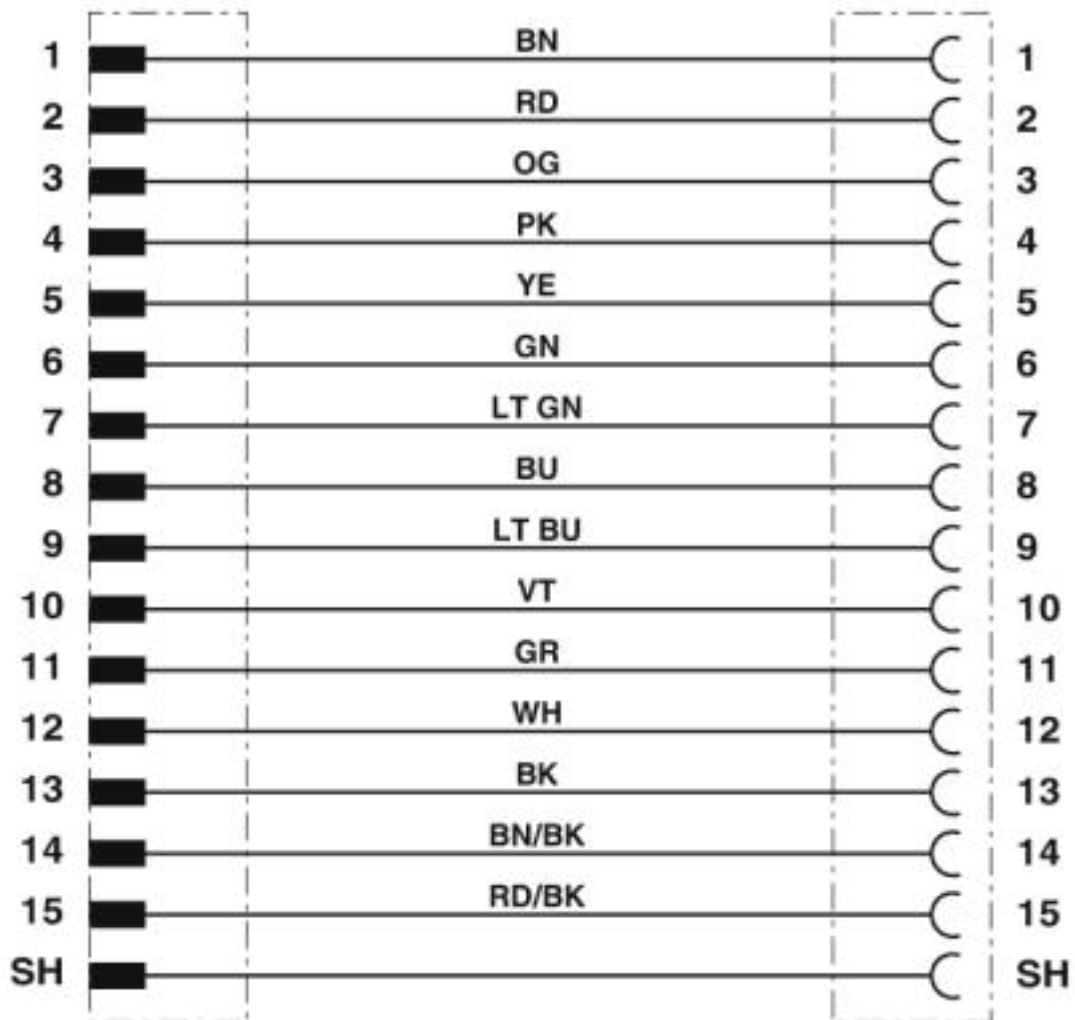 1 BN 1
2 RD 2
3 OG 3
4 PK 4
5 YE 5
6 GN 6
7 LT GN 7
8 BU 8
9 LT BU 9
10 VT 10
11 GR 11
12 WH 12
13 BK 13
14 BN/BK 14
15 RD/BK 15
SH SH